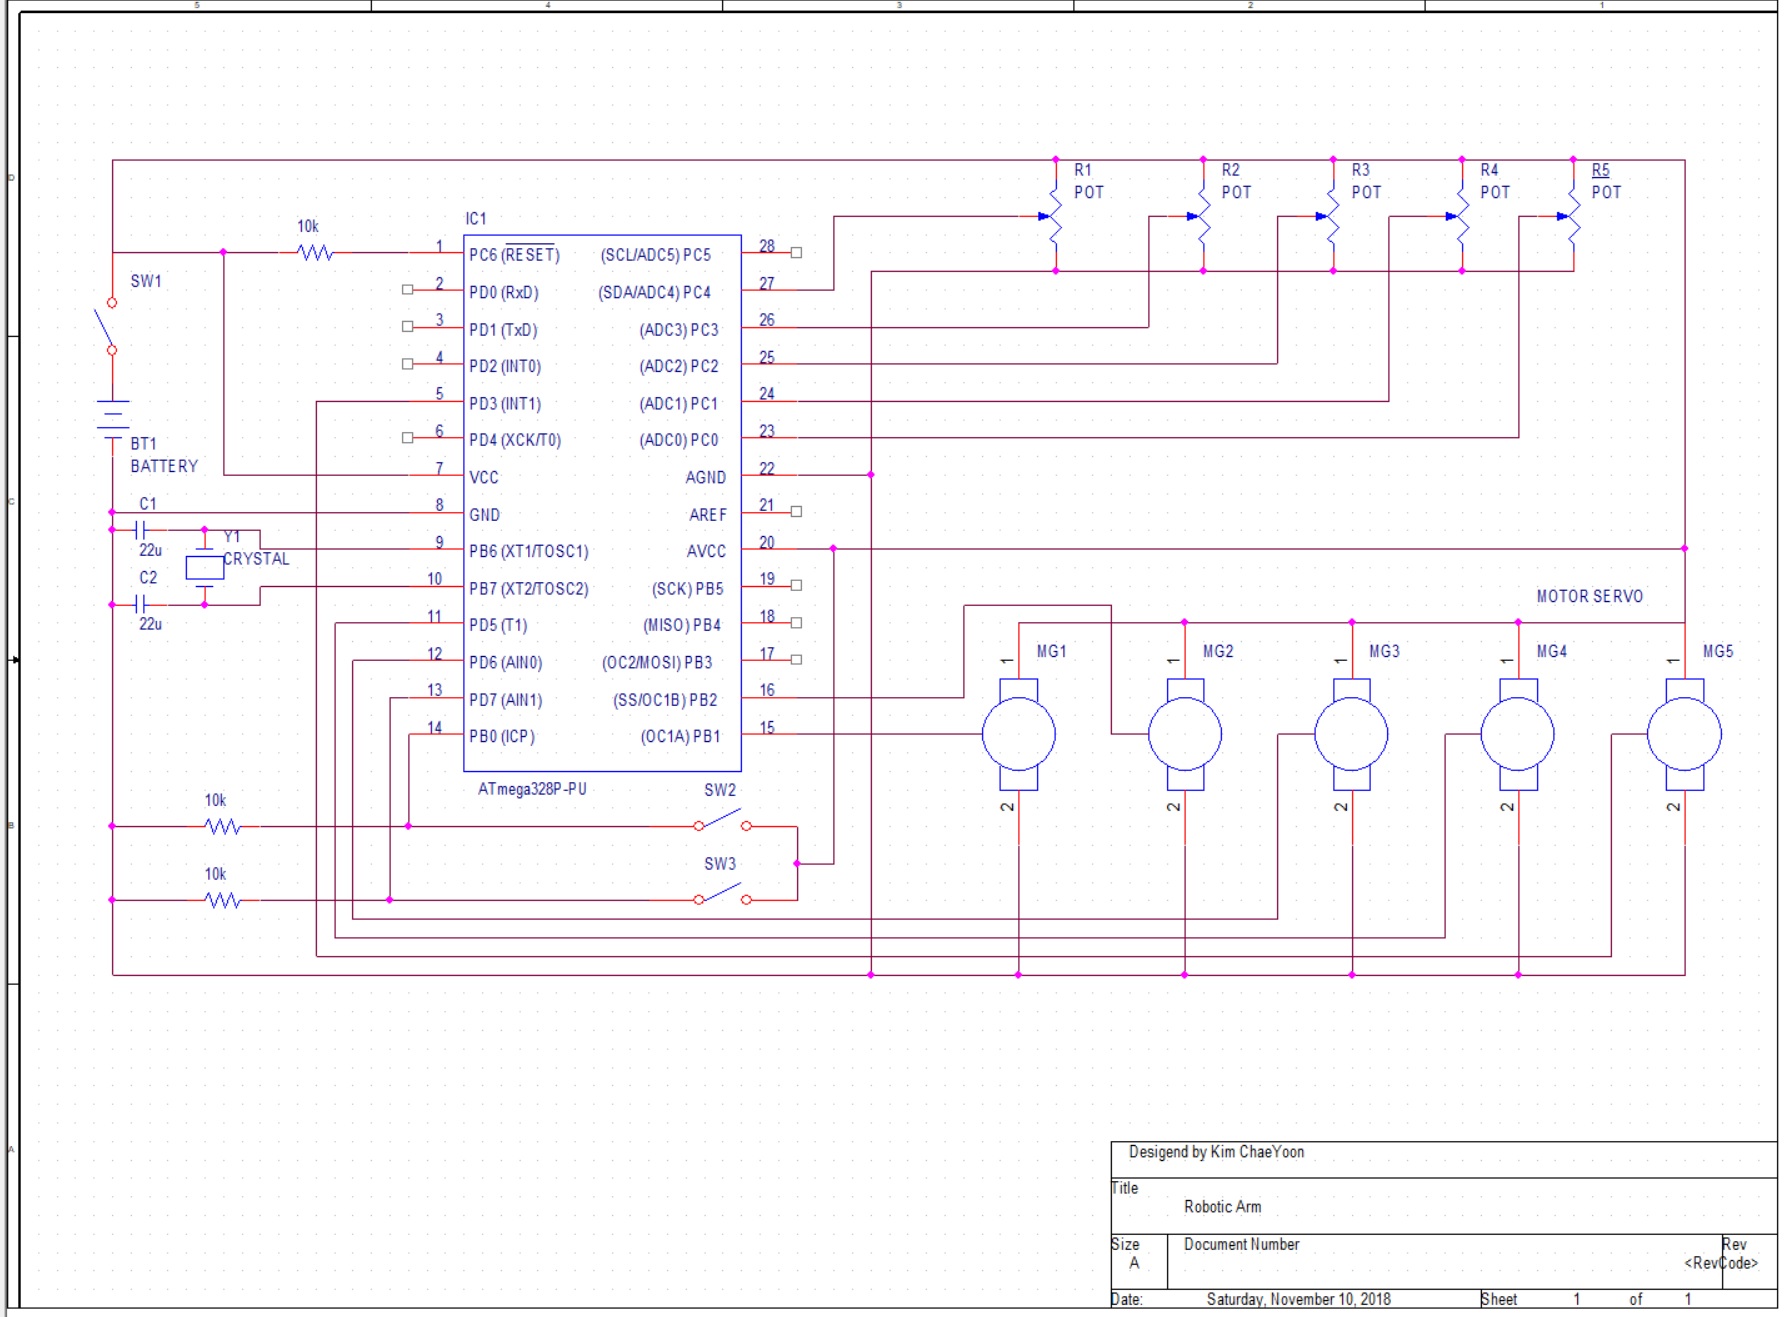 5 4 3 2 1
D
C
B
A
R1
POT
R2
POT
R3
POT
R4
POT
R5
POT
10k
IC1
SW1
BT1
BATTERY
C1
22u
C2
22u
Y1
CRYSTAL
1 PC6 (RESET) (SCL/ADC5) PC5 28
2 PD0 (RxD) (SDA/ADC4) PC4 27
3 PD1 (TxD) (ADC3) PC3 26
4 PD2 (INT0) (ADC2) PC2 25
5 PD3 (INT1) (ADC1) PC1 24
6 PD4 (XCK/T0) (ADC0) PC0 23
7 VCC AGND 22
8 GND AREF 21
9 PB6 (XT1/TOSC1) AVCC 20
10 PB7 (XT2/TOSC2) (SCK) PB5 19
11 PD5 (T1) (MISO) PB4 18
12 PD6 (AIN0) (OC2/MOSI) PB3 17
13 PD7 (AIN1) (SS/OC1B) PB2 16
14 PB0 (ICP) (OC1A) PB1 15
ATmega328P-PU
MOTOR SERVO
1 MG1
2
1 MG2
2
1 MG3
2
1 MG4
2
1 MG5
2
10k
SW2
10k
SW3
Desigend by Kim ChaeYoon
Title
Robotic Arm
Size
A
Document Number
Rev
<RevCode>
Date: Saturday, November 10, 2018 Sheet 1 of 1